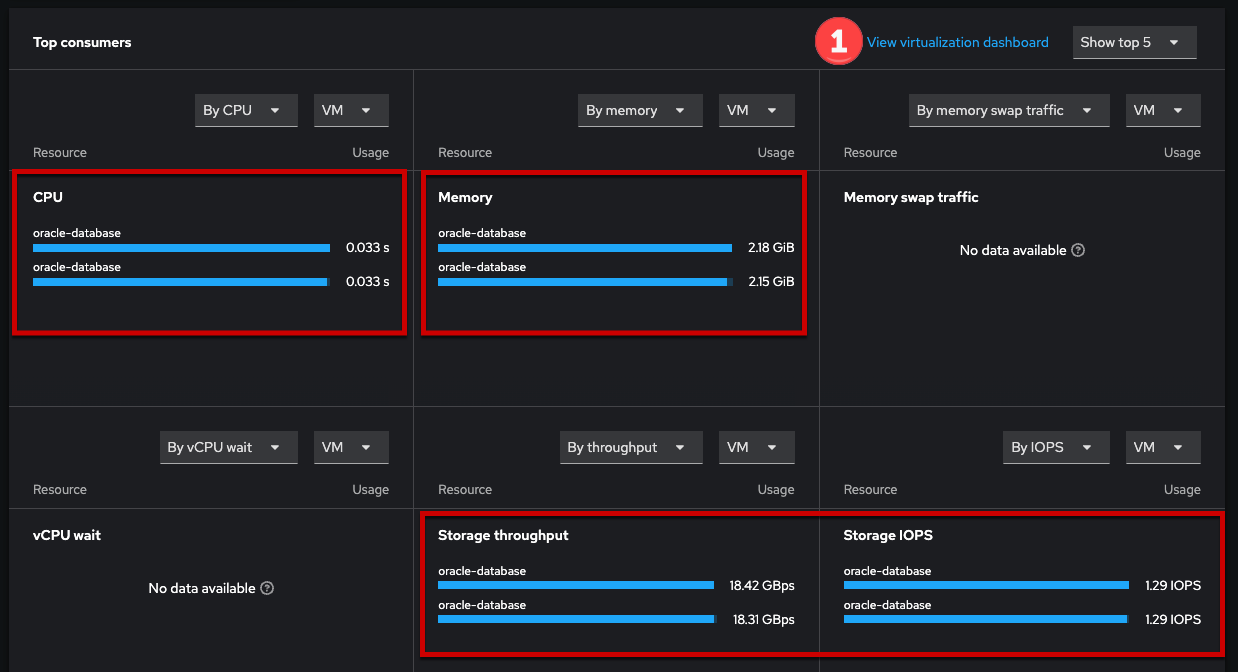 Top consumers
1
View virtualization dashboard
Show top 5
By CPU
VM
By memory
VM
By memory swap traffic
VM
Resource
Usage
Resource
Usage
Resource
Usage
CPU
oracle-database
0.033 s
oracle-database
0.033 s
Memory
oracle-database
2.18 GiB
oracle-database
2.15 GiB
Memory swap traffic
No data available ?
By vCPU wait
VM
By throughput
VM
By IOPS
VM
Resource
Usage
Resource
Usage
Resource
Usage
vCPU wait
No data available ?
Storage throughput
oracle-database
18.42 GBps
oracle-database
18.31 GBps
Storage IOPS
oracle-database
1.29 IOPS
oracle-database
1.29 IOPS